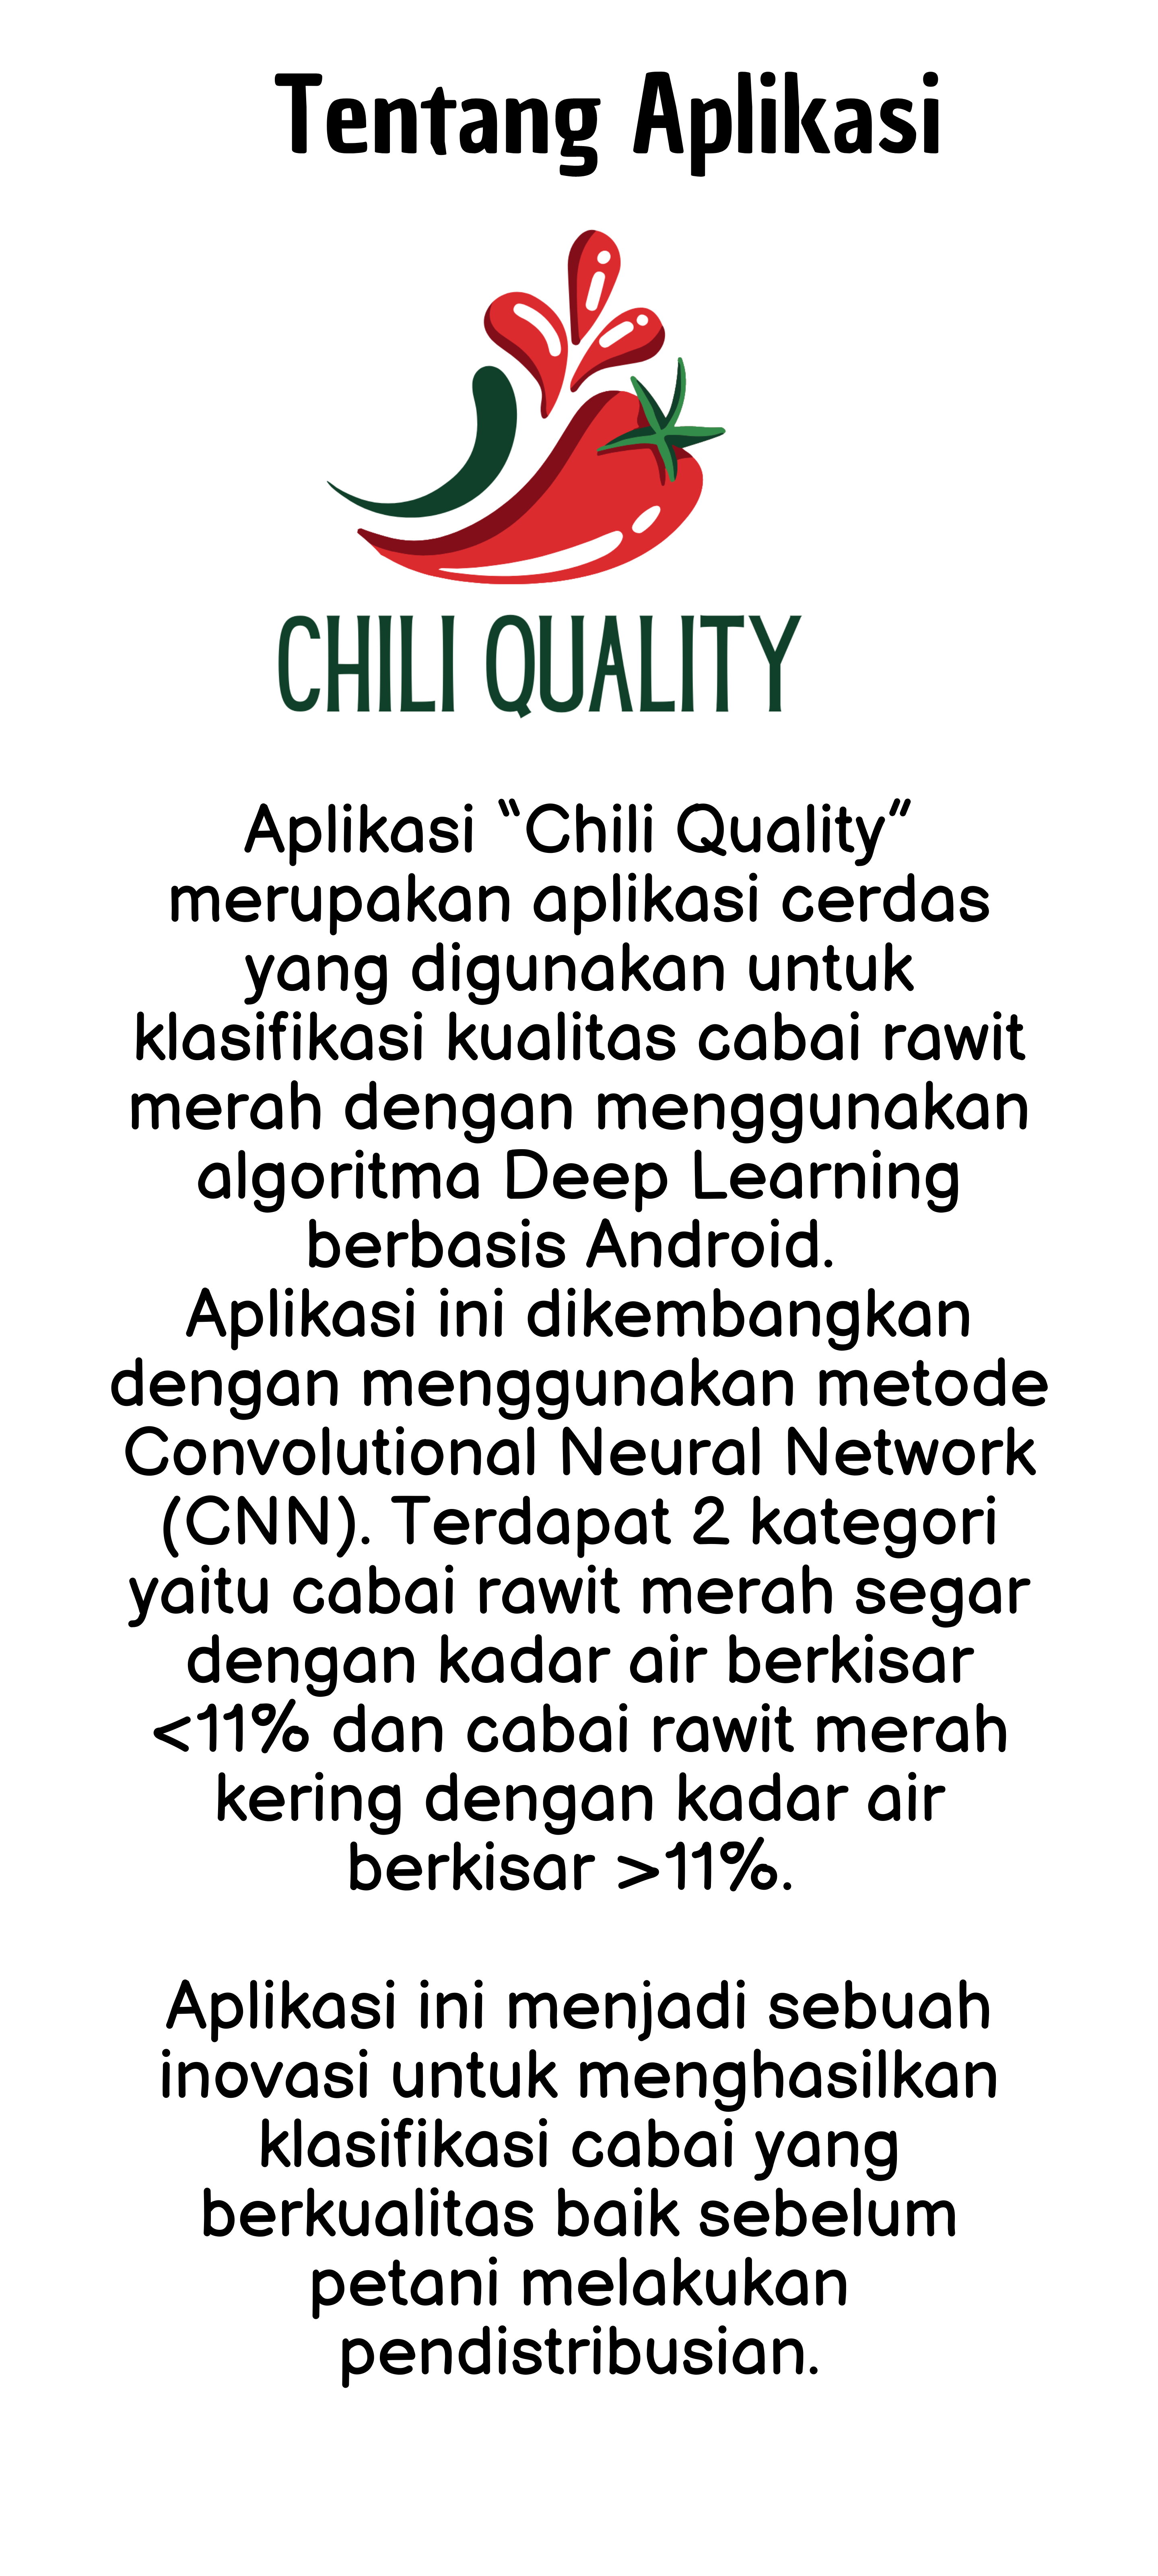 Tentang Aplikasi
CHILI QUALITY
Aplikasi “Chili Quality”
merupakan aplikasi cerdas
yang digunakan untuk
klasifikasi kualitas cabai rawit
merah dengan menggunakan
algoritma Deep Learning
berbasis Android.
Aplikasi ini dikembangkan
dengan menggunakan metode
Convolutional Neural Network
(CNN). Terdapat 2 kategori
yaitu cabai rawit merah segar
dengan kadar air berkisar
<11% dan cabai rawit merah
kering dengan kadar air
berkisar >11%.
Aplikasi ini menjadi sebuah
inovasi untuk menghasilkan
klasifikasi cabai yang
berkualitas baik sebelum
petani melakukan
pendistribusian.